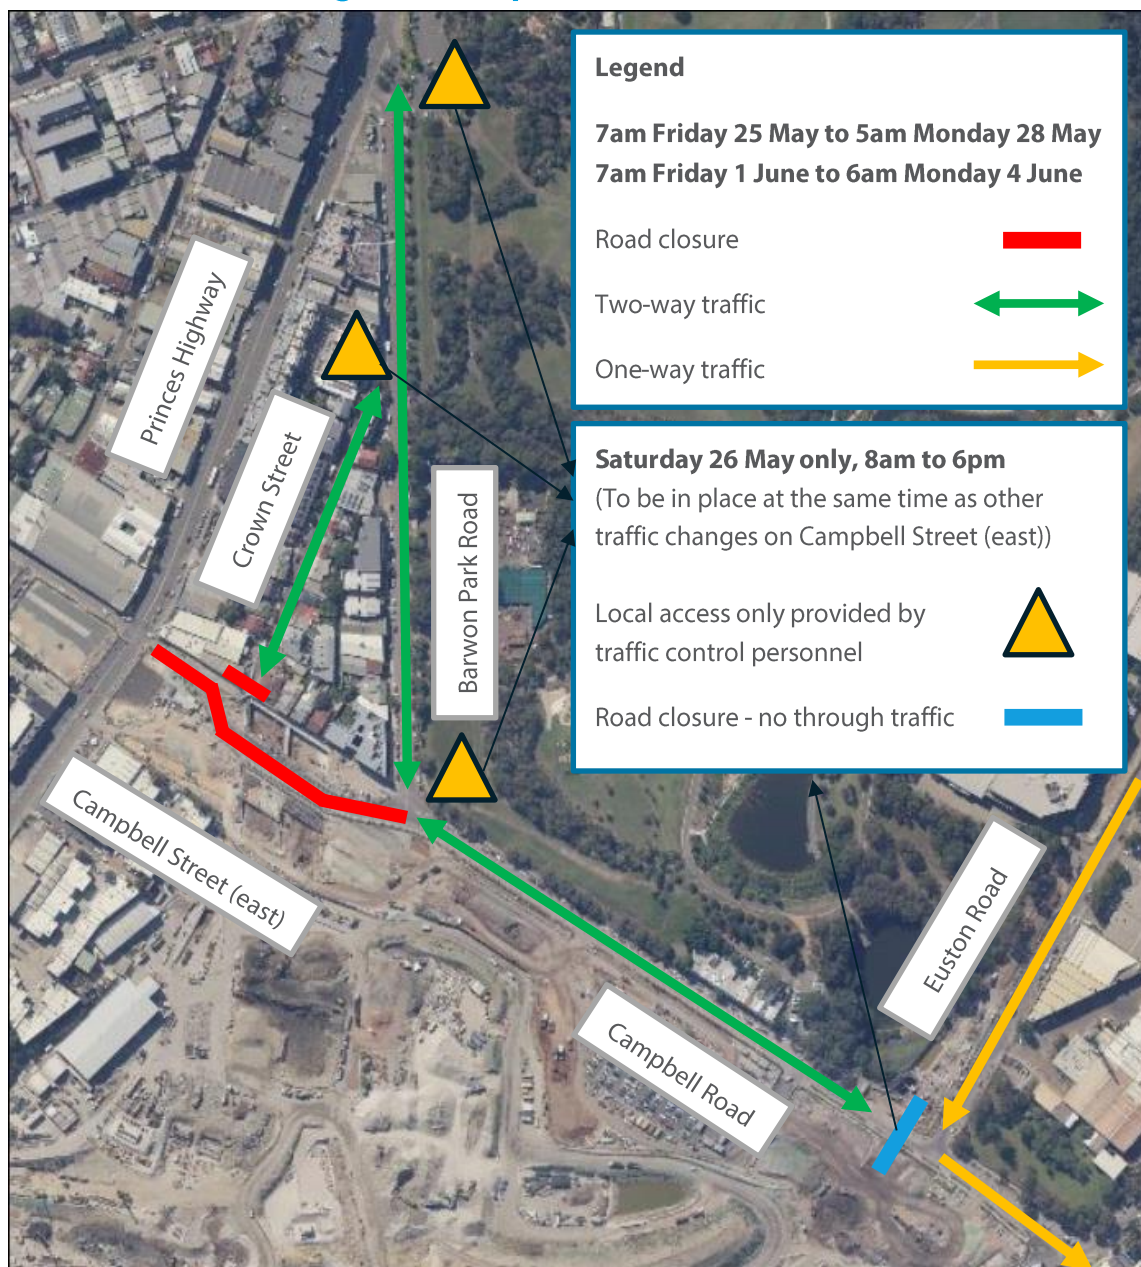 Legend
7am Friday 25 May to 5am Monday 28 May
7am Friday 1 June to 6am Monday 4 June
Road closure
Two-way traffic
One-way traffic
Saturday 26 May only, 8am to 6pm
(To be in place at the same time as other
traffic changes on Campbell Street (east))
Local access only provided by
traffic control personnel
Road closure - no through traffic
Princes Highway
Crown Street
Barwon Park Road
Campbell Street (east)
Campbell Road
Euston Road